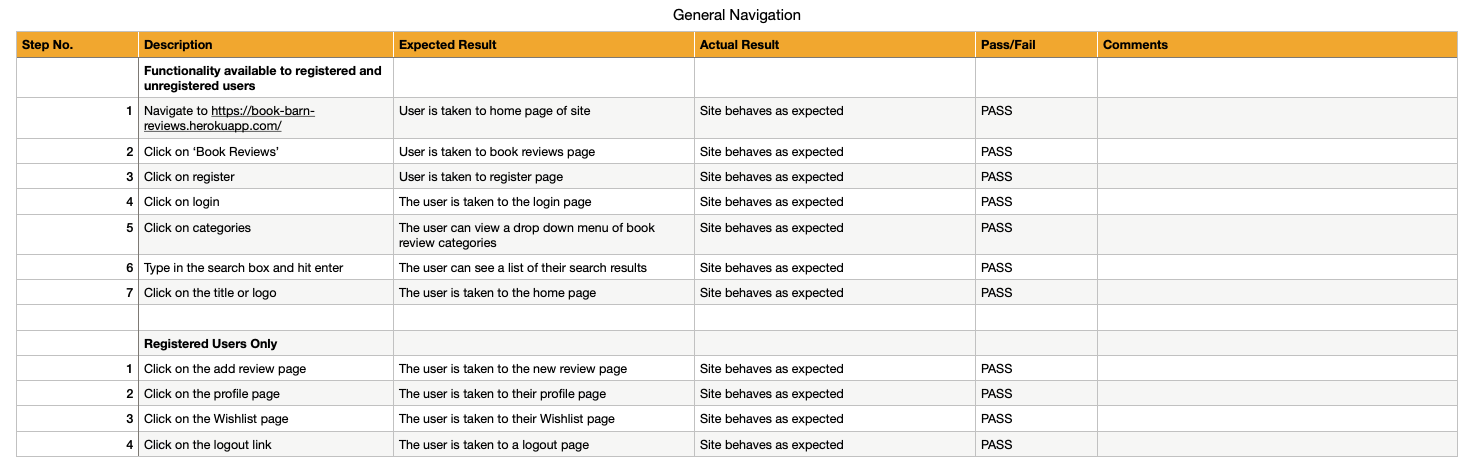 General Navigation
Step No. Description Expected Result Actual Result Pass/Fail Comments
Functionality available to registered and
unregistered users
1 Navigate to https://book-barn- User is taken to home page of site Site behaves as expected PASS
reviews.herokuapp.com/
2 Click on ‘Book Reviews’ User is taken to book reviews page Site behaves as expected PASS
3 Click on register User is taken to register page Site behaves as expected PASS
4 Click on login The user is taken to the login page Site behaves as expected PASS
5 Click on categories The user can view a drop down menu of book Site behaves as expected PASS
review categories
6 Type in the search box and hit enter The user can see a list of their search results Site behaves as expected PASS
7 Click on the title or logo The user is taken to the home page Site behaves as expected PASS
Registered Users Only
1 Click on the add review page The user is taken to the new review page Site behaves as expected PASS
2 Click on the profile page The user is taken to their profile page Site behaves as expected PASS
3 Click on the Wishlist page The user is taken to their Wishlist page Site behaves as expected PASS
4 Click on the logout link The user is taken to a logout page Site behaves as expected PASS